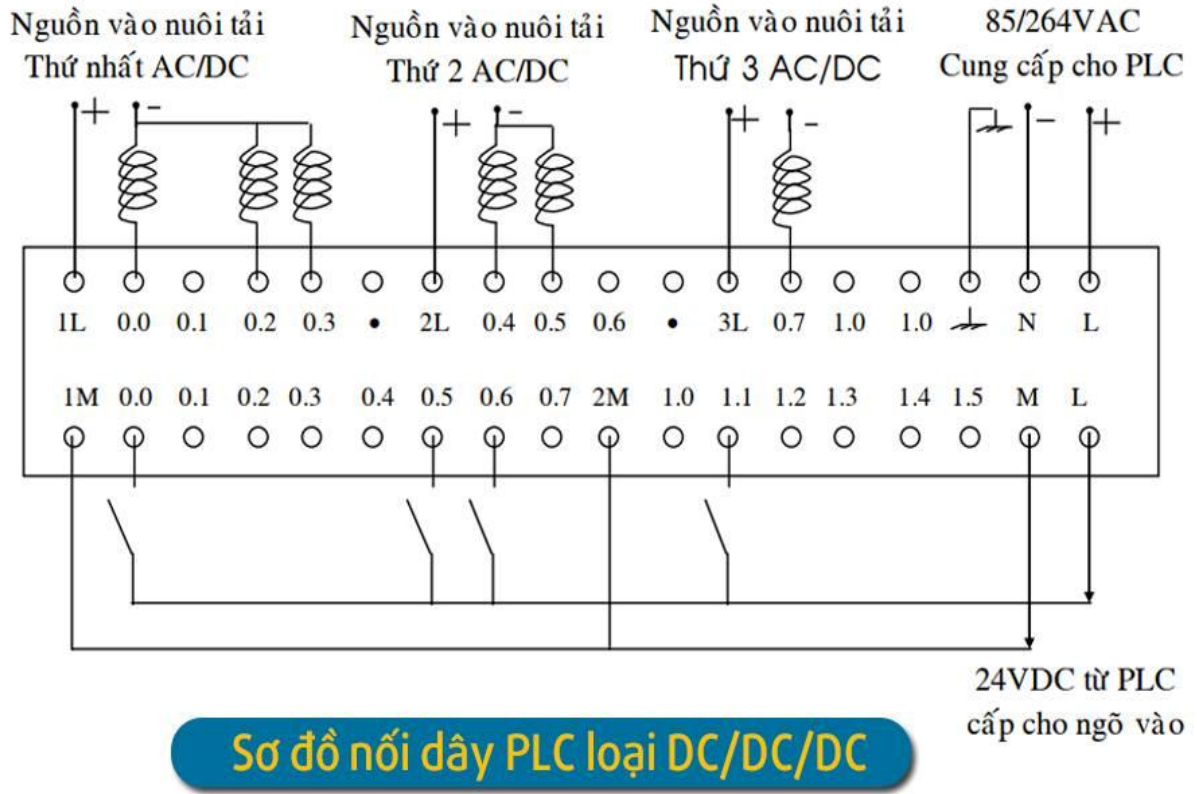 Nguồn vào nuôi tải
Thứ nhất AC/DC
Nguồn vào nuôi tải
Thứ 2 AC/DC
Nguồn vào nuôi tải
Thứ 3 AC/DC
85/264VAC
Cung cấp cho PLC
+ - + - + - - +
1L 0.0 0.1 0.2 0.3 • 2L 0.4 0.5 0.6 • 3L 0.7 1.0 1.0 N L
1M 0.0 0.1 0.2 0.3 0.4 0.5 0.6 0.7 2M 1.0 1.1 1.2 1.3 1.4 1.5 M L
24VDC từ PLC
cấp cho ngõ vào
Sơ đồ nối dây PLC loại DC/DC/DC